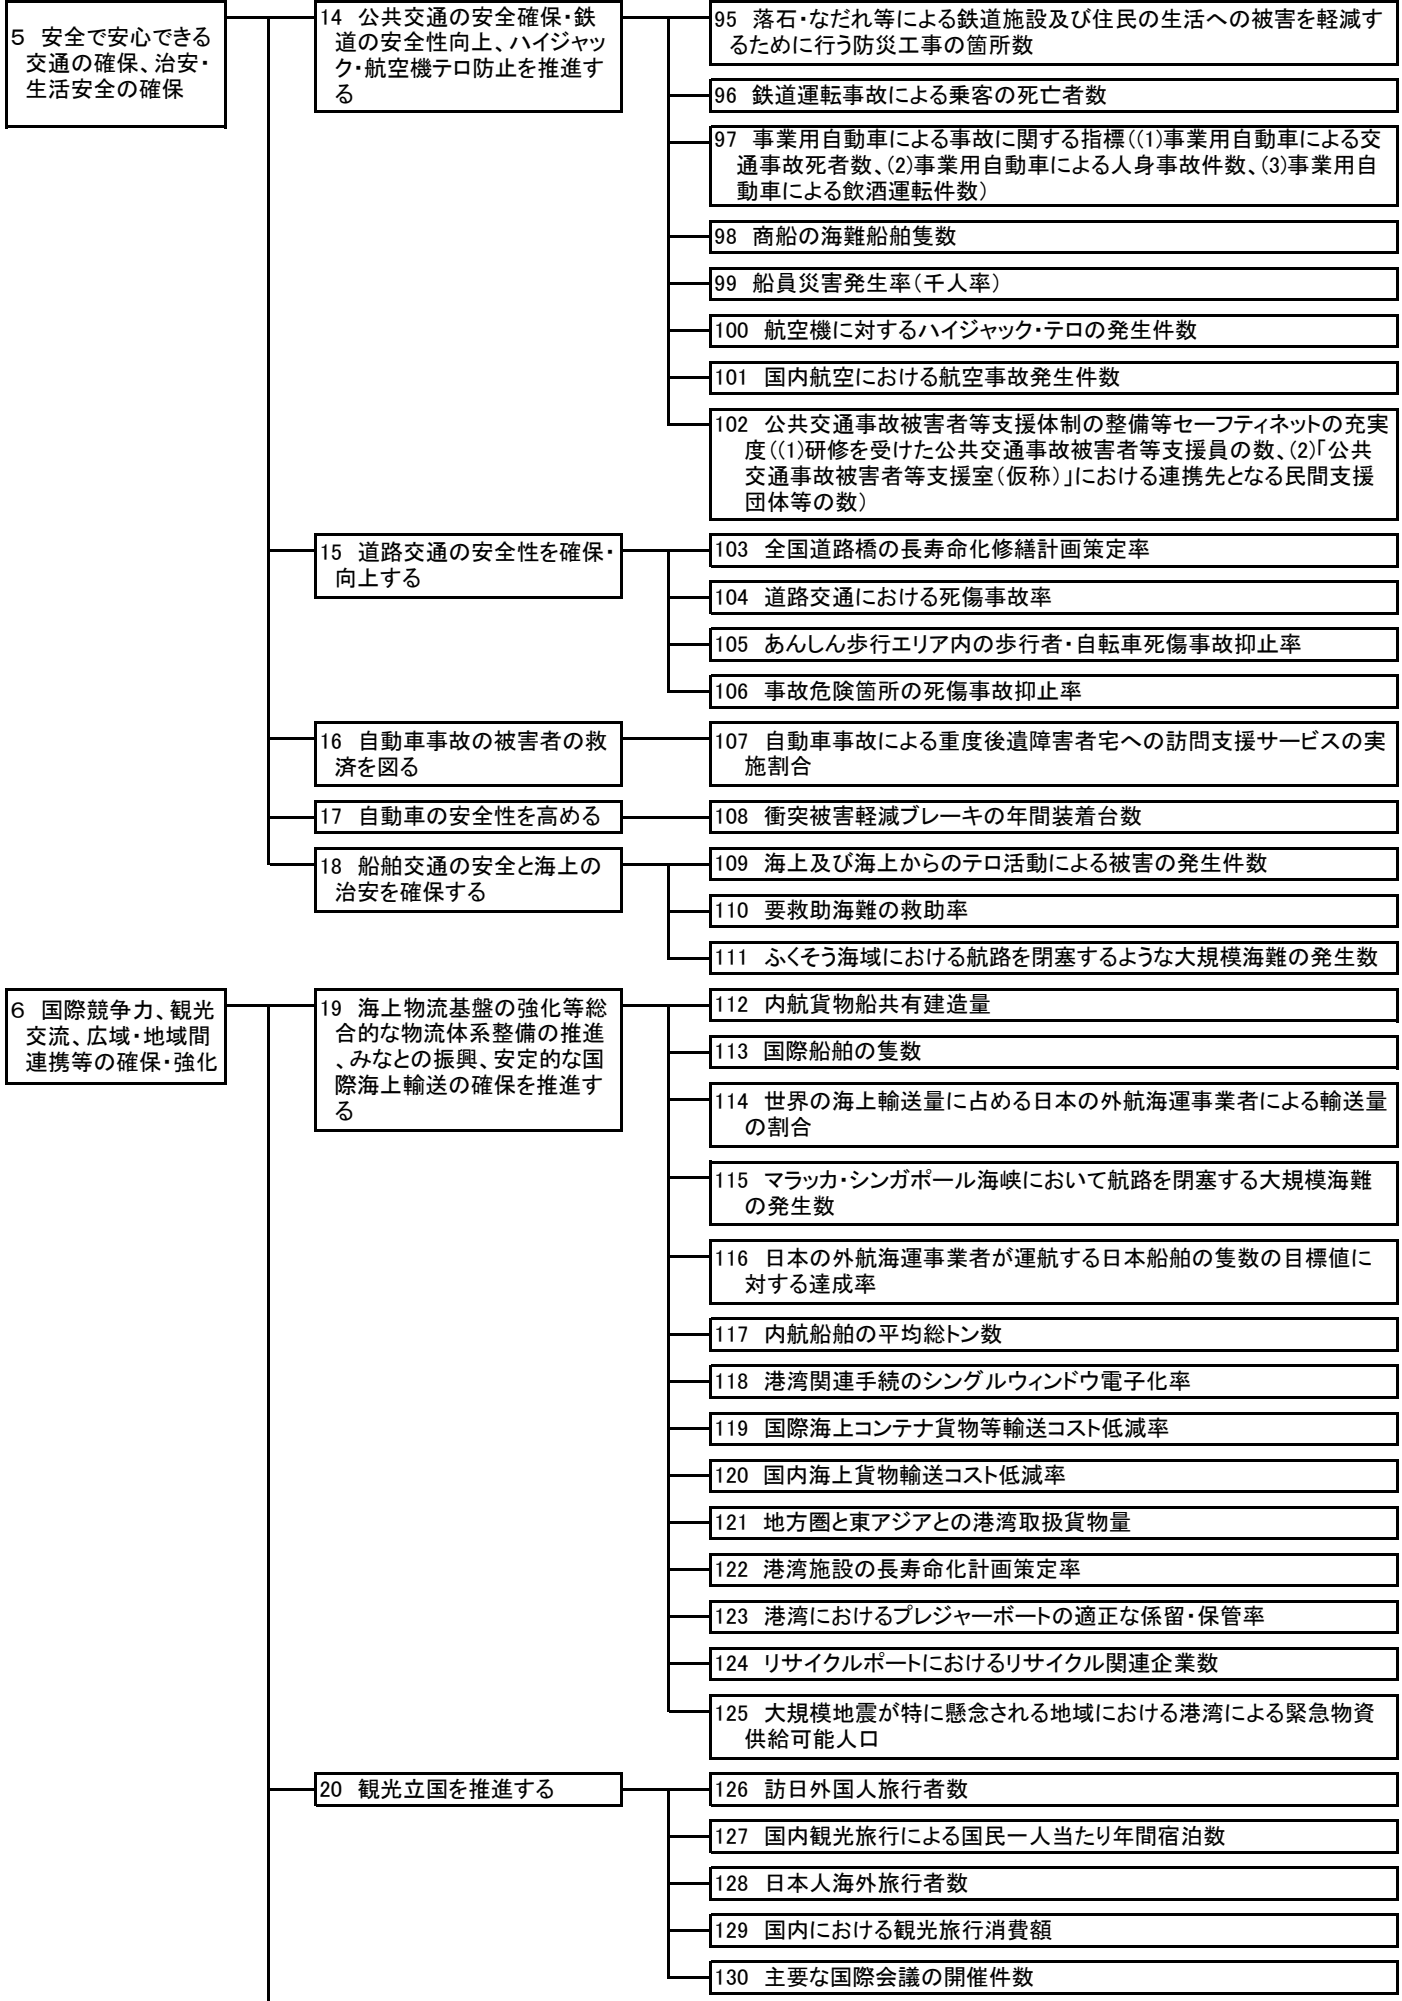 5 安全で安心できる
交通の確保、治安・
生活安全の確保
14 公共交通の安全確保・鉄
道の安全性向上、ハイジャッ
ク・航空機テロ防止を推進す
る
95 落石・なだれ等による鉄道施設及び住民の生活への被害を軽減す
るために行う防災工事の箇所数
96 鉄道運転事故による乗客の死亡者数
97 事業用自動車による事故に関する指標((1)事業用自動車による交
通事故死者数、(2)事業用自動車による人身事故件数、(3)事業用自
動車による飲酒運転件数)
98 商船の海難船舶隻数
99 船員災害発生率(千人率)
100 航空機に対するハイジャック・テロの発生件数
101 国内航空における航空事故発生件数
102 公共交通事故被害者等支援体制の整備等セーフティネットの充実
度((1)研修を受けた公共交通事故被害者等支援員の数、(2)「公共
交通事故被害者等支援室(仮称)」における連携先となる民間支援
団体等の数)
15 道路交通の安全性を確保・
向上する
103 全国道路橋の長寿命化修繕計画策定率
104 道路交通における死傷事故率
105 あんしん歩行エリア内の歩行者・自転車死傷事故抑止率
106 事故危険箇所の死傷事故抑止率
16 自動車事故の被害者の救
済を図る
107 自動車事故による重度後遺障害者宅への訪問支援サービスの実
施割合
17 自動車の安全性を高める
108 衝突被害軽減ブレーキの年間装着台数
18 船舶交通の安全と海上の
治安を確保する
109 海上及び海上からのテロ活動による被害の発生件数
110 要救助海難の救助率
111 ふくそう海域における航路を閉塞するような大規模海難の発生数
6 国際競争力、観光
交流、広域・地域間
連携等の確保・強化
19 海上物流基盤の強化等総
合的な物流体系整備の推進
、みなとの振興、安定的な国
際海上輸送の確保を推進す
る
112 内航貨物船共有建造量
113 国際船舶の隻数
114 世界の海上輸送量に占める日本の外航海運事業者による輸送量
の割合
115 マラッカ・シンガポール海峡において航路を閉塞する大規模海難
の発生数
116 日本の外航海運事業者が運航する日本船舶の隻数の目標値に
対する達成率
117 内航船舶の平均総トン数
118 港湾関連手続のシングルウィンドウ電子化率
119 国際海上コンテナ貨物等輸送コスト低減率
120 国内海上貨物輸送コスト低減率
121 地方圏と東アジアとの港湾取扱貨物量
122 港湾施設の長寿命化計画策定率
123 港湾におけるプレジャーボートの適正な係留・保管率
124 リサイクルポートにおけるリサイクル関連企業数
125 大規模地震が特に懸念される地域における港湾による緊急物資
供給可能人口
20 観光立国を推進する
126 訪日外国人旅行者数
127 国内観光旅行による国民一人当たり年間宿泊数
128 日本人海外旅行者数
129 国内における観光旅行消費額
130 主要な国際会議の開催件数